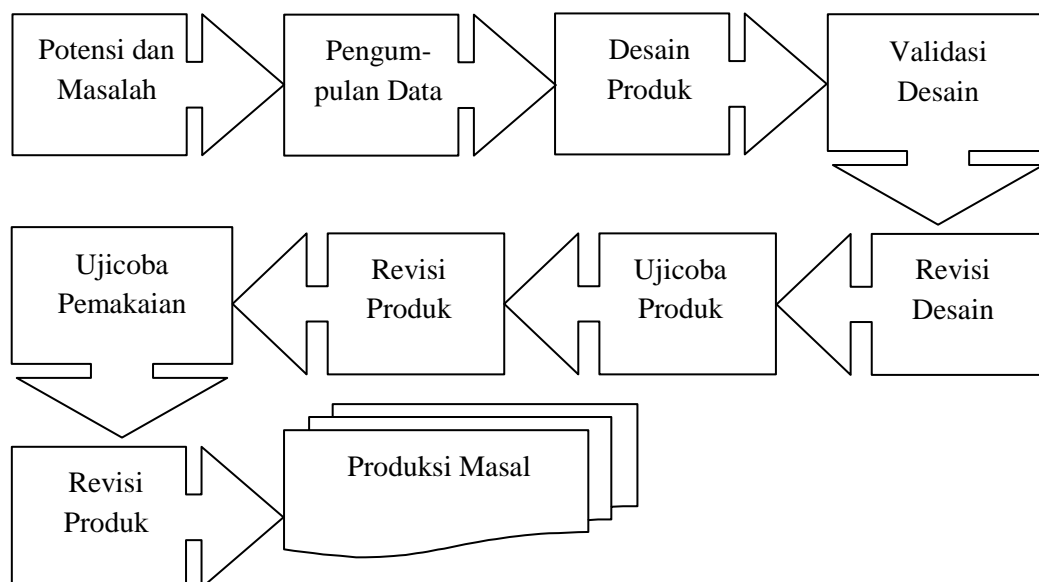 Potensi dan
Masalah
Pengum-
pulan Data
Desain
Produk
Validasi
Desain
Revisi
Desain
Ujicoba
Produk
Revisi
Produk
Ujicoba
Pemakaian
Revisi
Produk
Produksi Masal